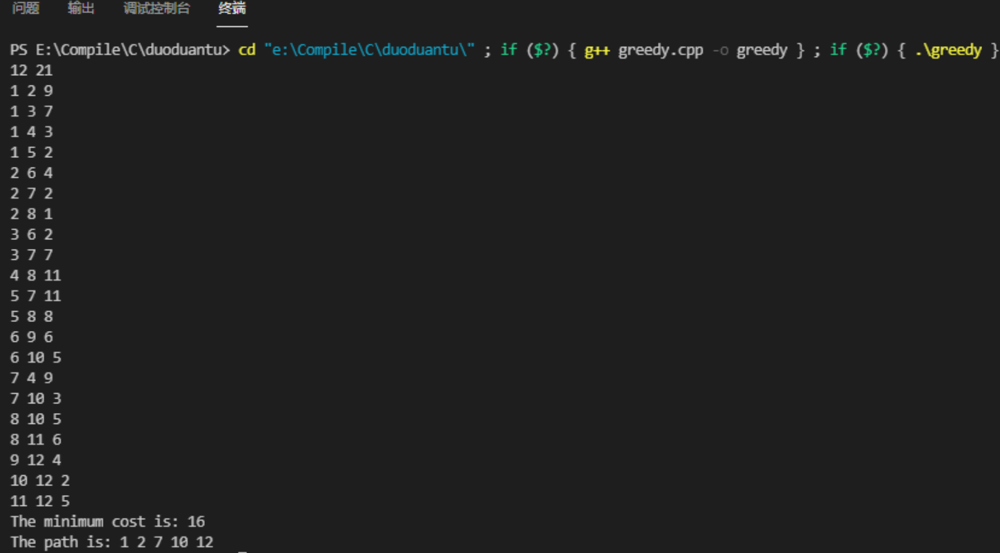 问题 输出 调试控制台 终端
PS E:\Compile\C\duoduantu> cd "e:\Compile\C\duoduantu\" ; if ($?) { g++ greedy.cpp -o greedy } ; if ($?) { .\greedy }
12 21
1 2 9
1 3 7
1 4 3
1 5 2
2 6 4
2 7 2
2 8 1
3 6 2
3 7 7
4 8 11
5 7 11
5 8 8
6 9 6
6 10 5
7 4 9
7 10 3
8 10 5
8 11 6
9 12 4
10 12 2
11 12 5
The minimum cost is: 16
The path is: 1 2 7 10 12